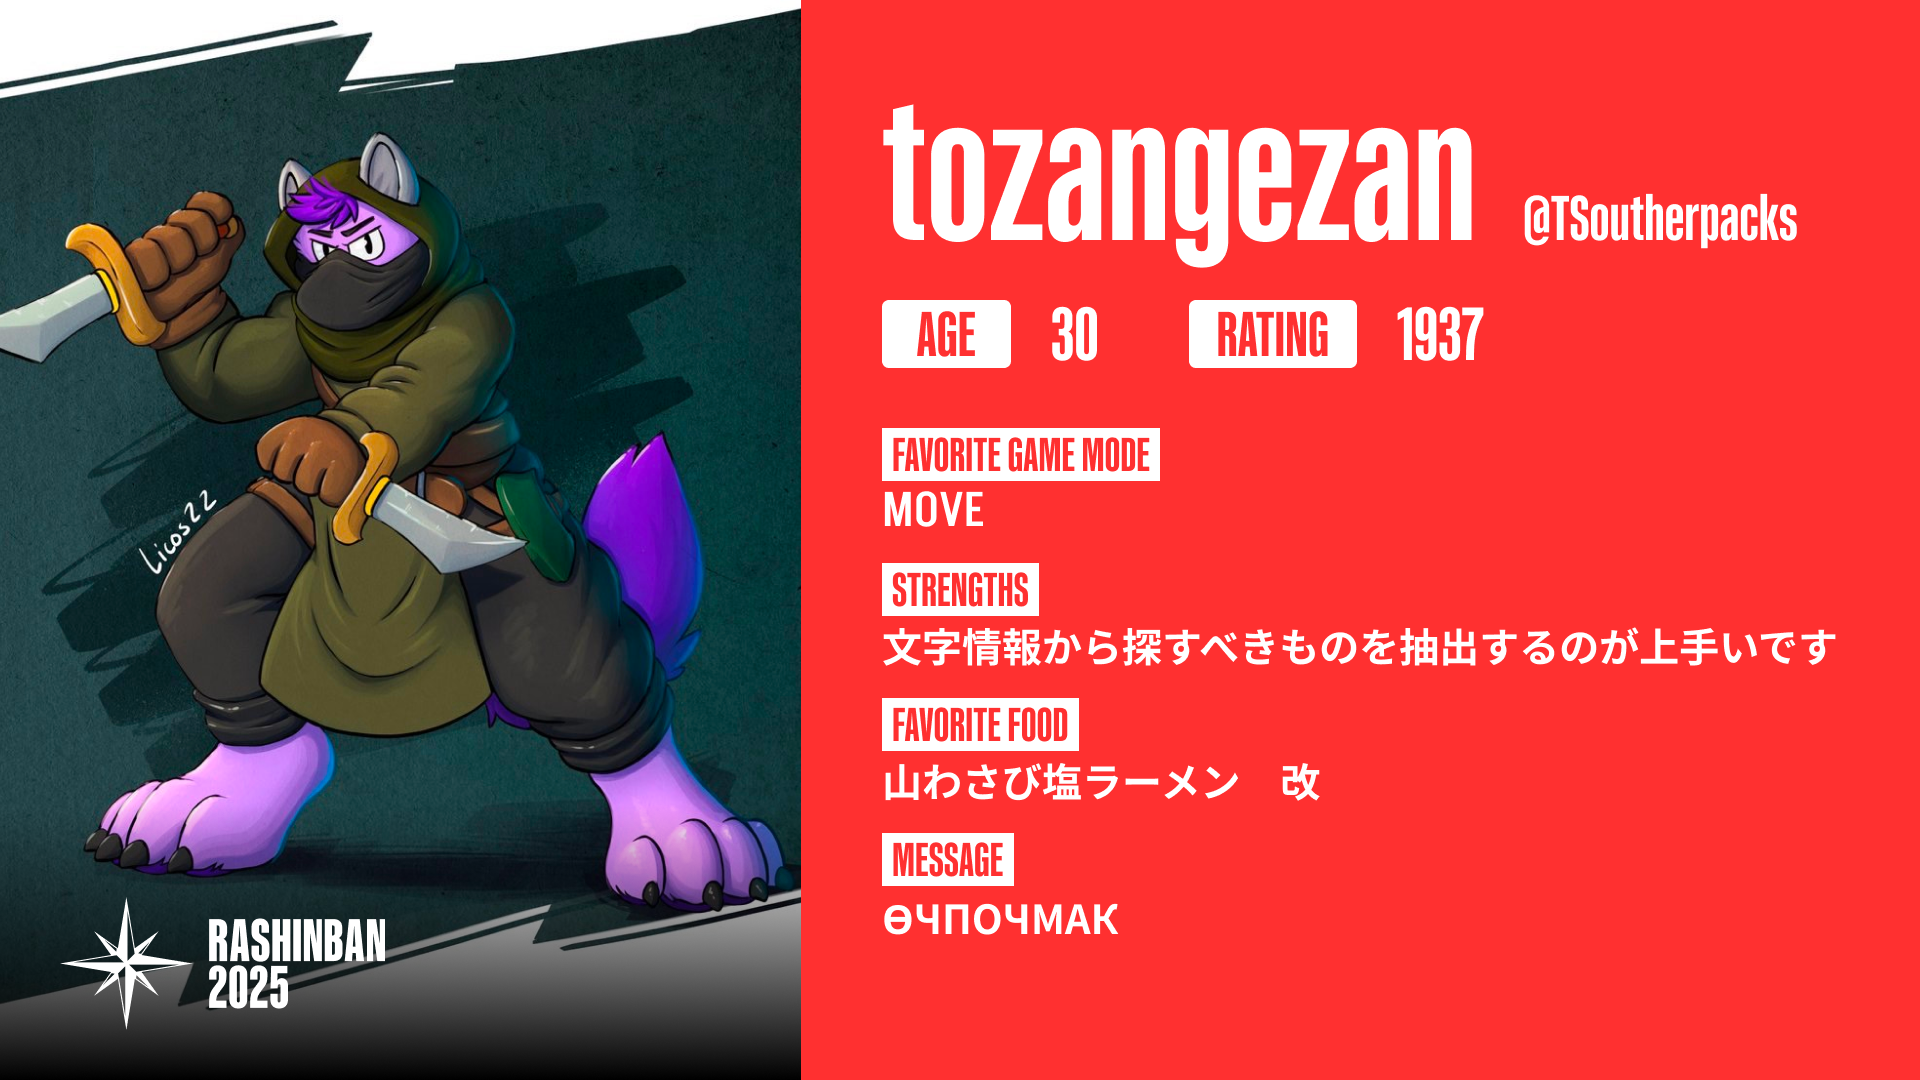 tozangezan @TSoutherpacks
AGE 30 RATING 1937
FAVORITE GAME MODE
MOVE
STRENGTHS
文字情報から探すべきものを抽出するのが上手いです
FAVORITE FOOD
山わさび塩ラーメン　改
MESSAGE
ӨЧПОЧМАК
Licos22
RASHINBAN
2025